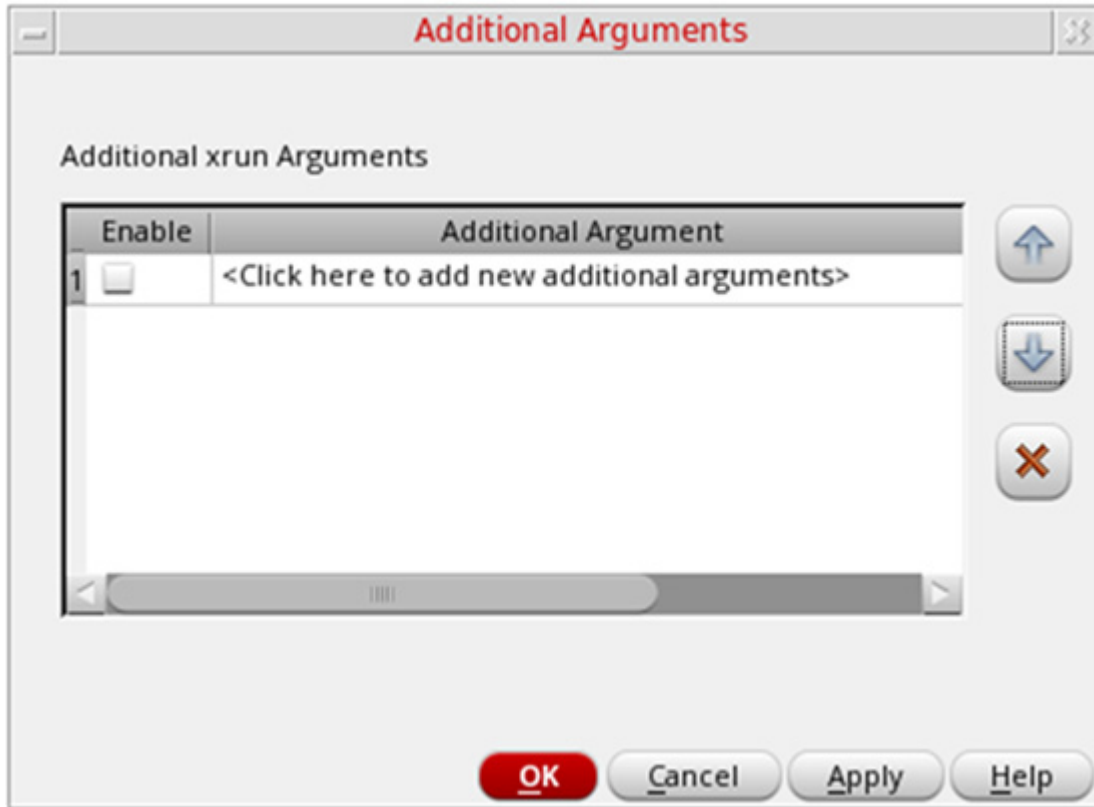 Additional Arguments
Additional xrun Arguments
Enable Additional Argument
1 <Click here to add new additional arguments>
OK Cancel Apply Help